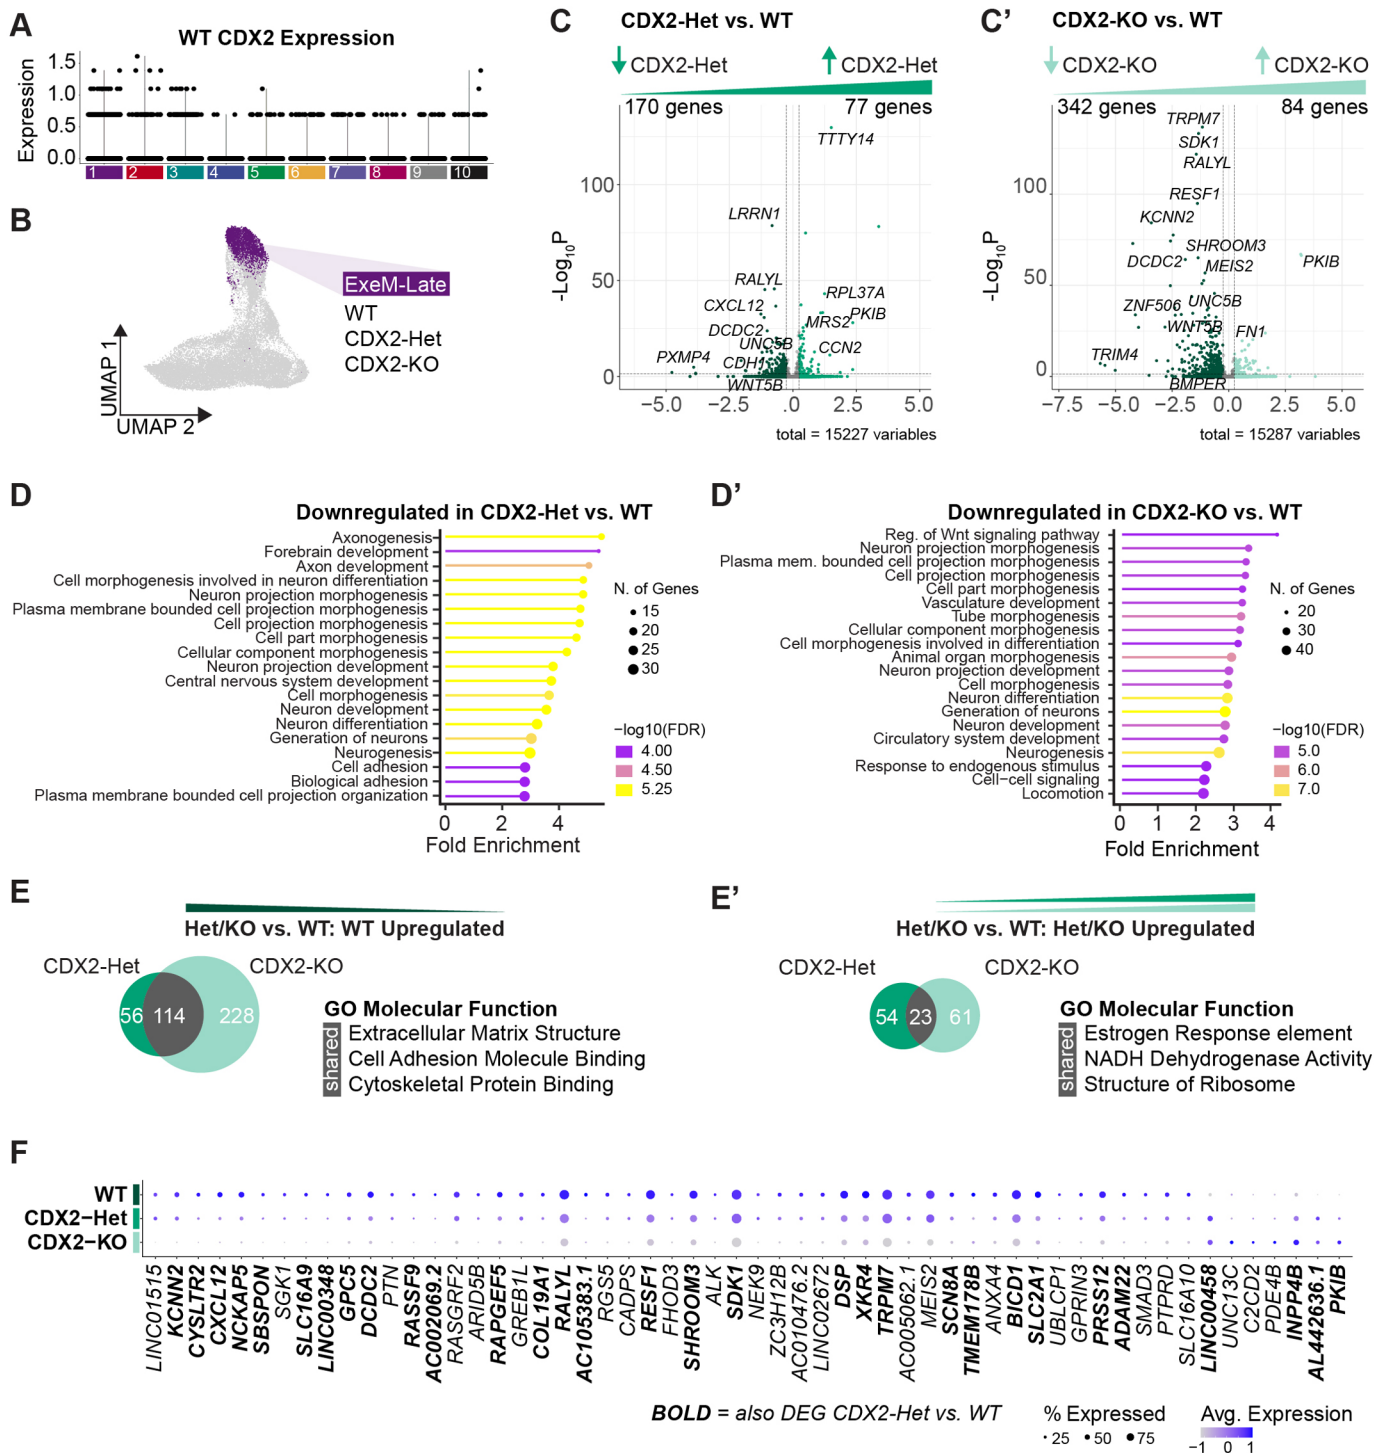 A
WT CDX2 Expression
Expression
1.5
1.0
0.5
0.0
1 2 3 4 5 6 7 8 9 10
B
ExeM-Late
WT
CDX2-Het
CDX2-KO
UMAP 1
UMAP 2
C
CDX2-Het vs. WT
CDX2-Het
CDX2-Het
170 genes
77 genes
-Log10P
100
50
0
TTTY14
LRRN1
RALYL
CXCL12
DCDC2
UNC5B
PXMP4
CDH1
WNT5B
RPL37A
MRS2
PKIB
CCN2
−5.0 −2.5 .0 2.5 5.0
total = 15227 variables
C’
CDX2-KO vs. WT
CDX2-KO
CDX2-KO
342 genes
84 genes
-Log10P
100
50
0
TRPM7
SDK1
RALYL
RESF1
KCNN2
SHROOM3
DCDC2
MEIS2
PKIB
ZNF506
UNC5B
WNT5B
FN1
TRIM4
BMPER
−7.5 −5.0 −2.5 0.0 2.5 5.0
total = 15287 variables
D
Downregulated in CDX2-Het vs. WT
Axonogenesis
Forebrain development
Axon development
Cell morphogenesis involved in neuron differentiation
Neuron projection morphogenesis
Plasma membrane bounded cell projection morphogenesis
Cell projection morphogenesis
Cell part morphogenesis
Cellular component morphogenesis
Neuron projection development
Central nervous system development
Cell morphogenesis
Neuron development
Neuron differentiation
Generation of neurons
Neurogenesis
Cell adhesion
Biological adhesion
Plasma membrane bounded cell projection organization
0 2 4
Fold Enrichment
N. of Genes
15
20
25
30
−log10(FDR)
4.00
4.50
5.25
D’
Downregulated in CDX2-KO vs. WT
Reg. of Wnt signaling pathway
Neuron projection morphogenesis
Plasma mem. bounded cell projection morphogenesis
Cell projection morphogenesis
Cell part morphogenesis
Vasculature development
Tube morphogenesis
Cellular component morphogenesis
Cell morphogenesis involved in differentiation
Animal organ morphogenesis
Neuron projection development
Cell morphogenesis
Neuron differentiation
Generation of neurons
Neuron development
Circulatory system development
Neurogenesis
Response to endogenous stimulus
Cell−cell signaling
Locomotion
0 1 2 3 4
Fold Enrichment
N. of Genes
20
30
40
−log10(FDR)
5.0
6.0
7.0
E
Het/KO vs. WT: WT Upregulated
CDX2-Het
CDX2-KO
56 114 228
GO Molecular Function
shared
Extracellular Matrix Structure
Cell Adhesion Molecule Binding
Cytoskeletal Protein Binding
E’
Het/KO vs. WT: Het/KO Upregulated
CDX2-Het
CDX2-KO
54 23 61
GO Molecular Function
shared
Estrogen Response element
NADH Dehydrogenase Activity
Structure of Ribosome
F
WT
CDX2−Het
CDX2−KO
LINC01515
KCNN2
CYSLTR2
CXCL12
NCKAP5
SBSPON
SGK1
SLC16A9
LINC00348
GPC5
DCDC2
PTN
RASSF9
AC002069.2
RASGRF2
ARID5B
RAPGEF5
GREB1L
COL19A1
RALYL
AC105383.1
RGS5
CADPS
RESF1
FHOD3
SHROOM3
ALK
SDK1
NEK9
ZC3H12B
AC010476.2
LINC02672
DSP
XKR4
TRPM7
AC005062.1
MEIS2
SCN8A
TMEM178B
ANXA4
BICD1
SLC2A1
UBLCP1
GPRIN3
PRSS12
ADAM22
SMAD3
PTPRD
SLC16A10
LINC00458
UNC13C
C2CD2
PDE4B
INPP4B
AL442636.1
PKIB
BOLD = also DEG CDX2-Het vs. WT
% Expressed
25 50 75
Avg. Expression
−1 0 1